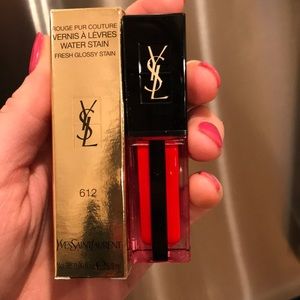 ROUGE PUR COUTURE
VERNIS À LÈVRES
WATER STAIN
FRESH GLOSSY STAIN
YSL
612
YVESSAINTLAURENT
YSL